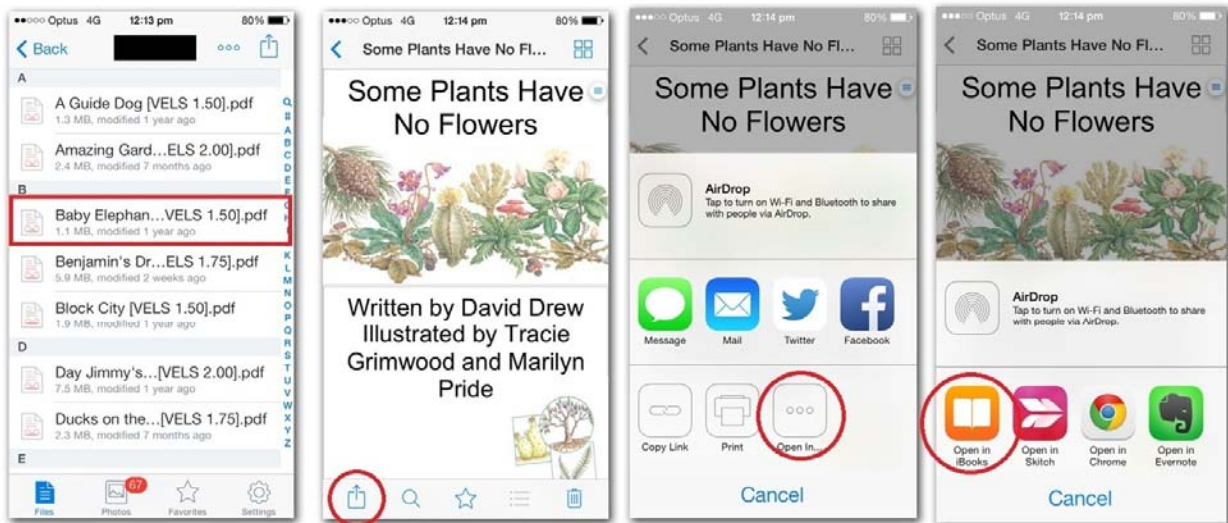 Optus 4G 12:13 pm 80%
Back
A
A Guide Dog [VELS 1.50].pdf
1.3 MB, modified 1 year ago
Amazing Gard...ELS 2.00].pdf
2.4 MB, modified 7 months ago
B
Baby Elephan...VELS 1.50].pdf
1.1 MB, modified 1 year ago
Benjamin's Dr...ELS 1.75].pdf
5.9 MB, modified 2 weeks ago
Block City [VELS 1.50].pdf
1.9 MB, modified 1 year ago
D
Day Jimmy's...[VELS 2.00].pdf
7.5 MB, modified 1 year ago
Ducks on the...[VELS 1.75].pdf
2.3 MB, modified 7 months ago
E
#
A
B
C
D
E
F
G
H
I
K
L
M
N
O
P
Q
R
S
T
U
V
W
X
Y
Z
67
Files Photos Favorites Settings
Optus 4G 12:14 pm 80%
Some Plants Have No Fl...
Some Plants Have
No Flowers
Written by David Drew
Illustrated by Tracie
Grimwood and Marilyn
Pride
Optus 4G 12:14 pm 80%
Some Plants Have No Fl...
Some Plants Have
No Flowers
AirDrop
Tap to turn on Wi-Fi and Bluetooth to share
with people via AirDrop.
Message Mail Twitter Facebook
Copy Link Print Open In...
Cancel
Optus 4G 12:14 pm 80%
Some Plants Have No Fl...
Some Plants Have
No Flowers
AirDrop
Tap to turn on Wi-Fi and Bluetooth to share
with people via AirDrop.
Open in Open in Open in Open in
iBooks Skitch Chrome Evernote
Cancel